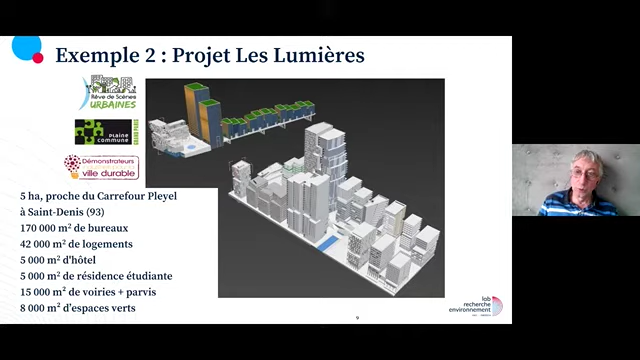 Exemple 2 : Projet Les Lumières
Rêve de Scènes
URBAINES
plaine
commune
GRAND PARIS
Démonstrateurs
ville durable
5 ha, proche du Carrefour Pleyel
à Saint-Denis (93)
170 000 m² de bureaux
42 000 m² de logements
5 000 m² d'hôtel
5 000 m² de résidence étudiante
15 000 m² de voiries + parvis
8 000 m² d'espaces verts
9
lab
recherche
environnement